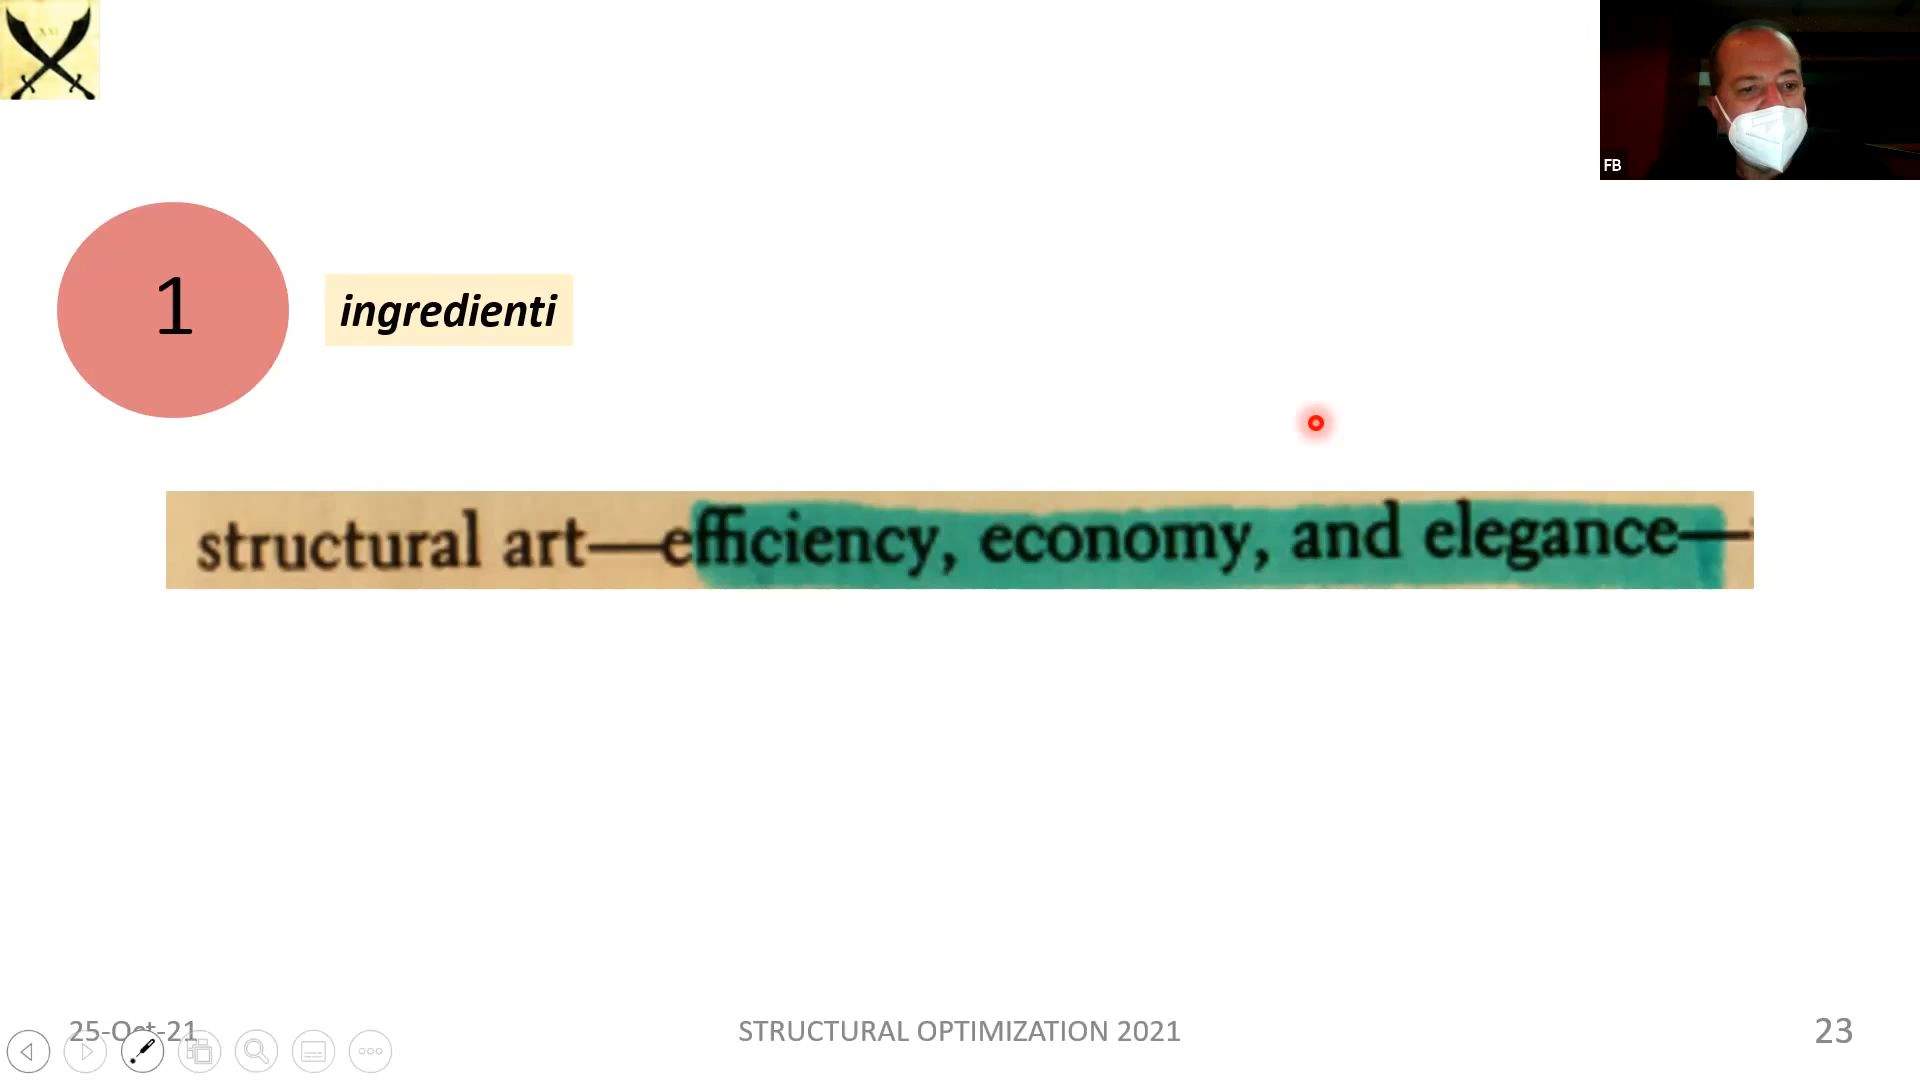 FB
1
ingredienti
structural art—efficiency, economy, and elegance—
25-Oct-21
STRUCTURAL OPTIMIZATION 2021
23